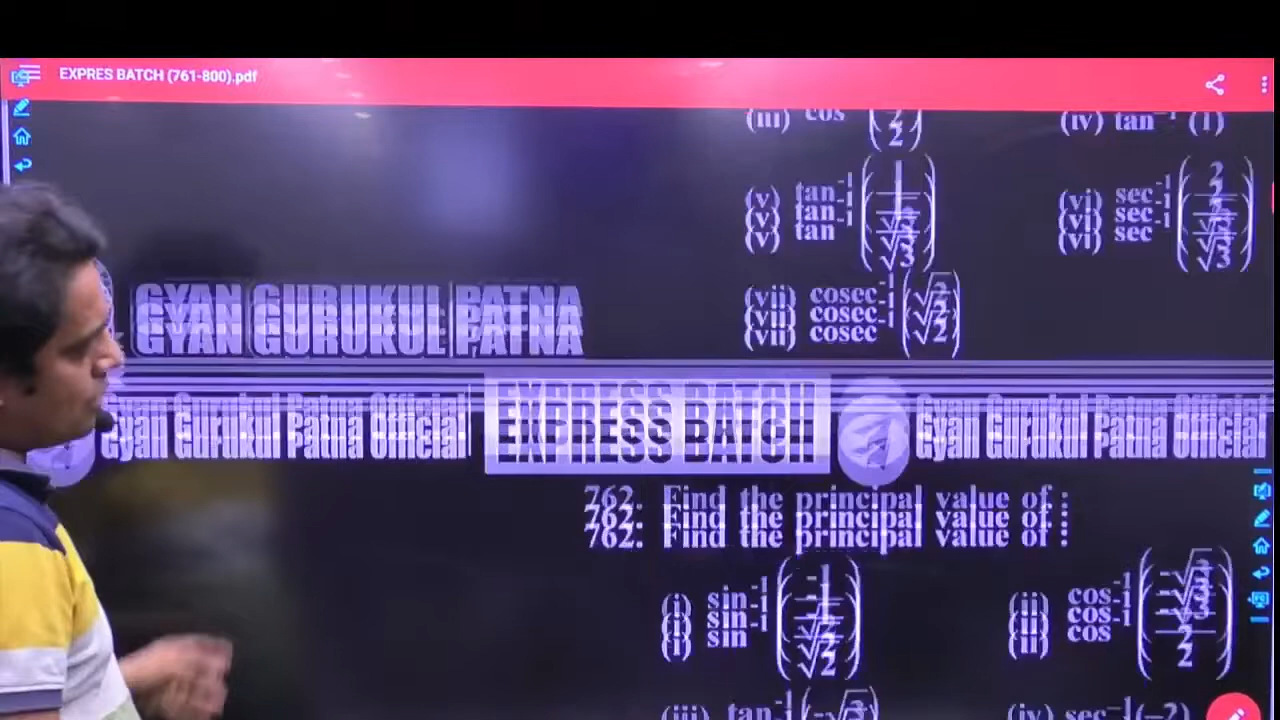 EXPRES BATCH (761-800).pdf
(iii) cos (iv) tan⁻¹ (1)
(v) tan⁻¹ (1/√3) (vi) sec⁻¹ (2/√3)
(vii) cosec⁻¹ (√2)
GYAN GURUKUL PATNA
Gyan Gurukul Patna Official EXPRESS BATCH Gyan Gurukul Patna Official
762. Find the principal value of :
(i) sin⁻¹ (-1/√2) (ii) cos⁻¹ (-√3/2)
(iii) tan⁻¹ (-√3) (iv) sec⁻¹(−2)